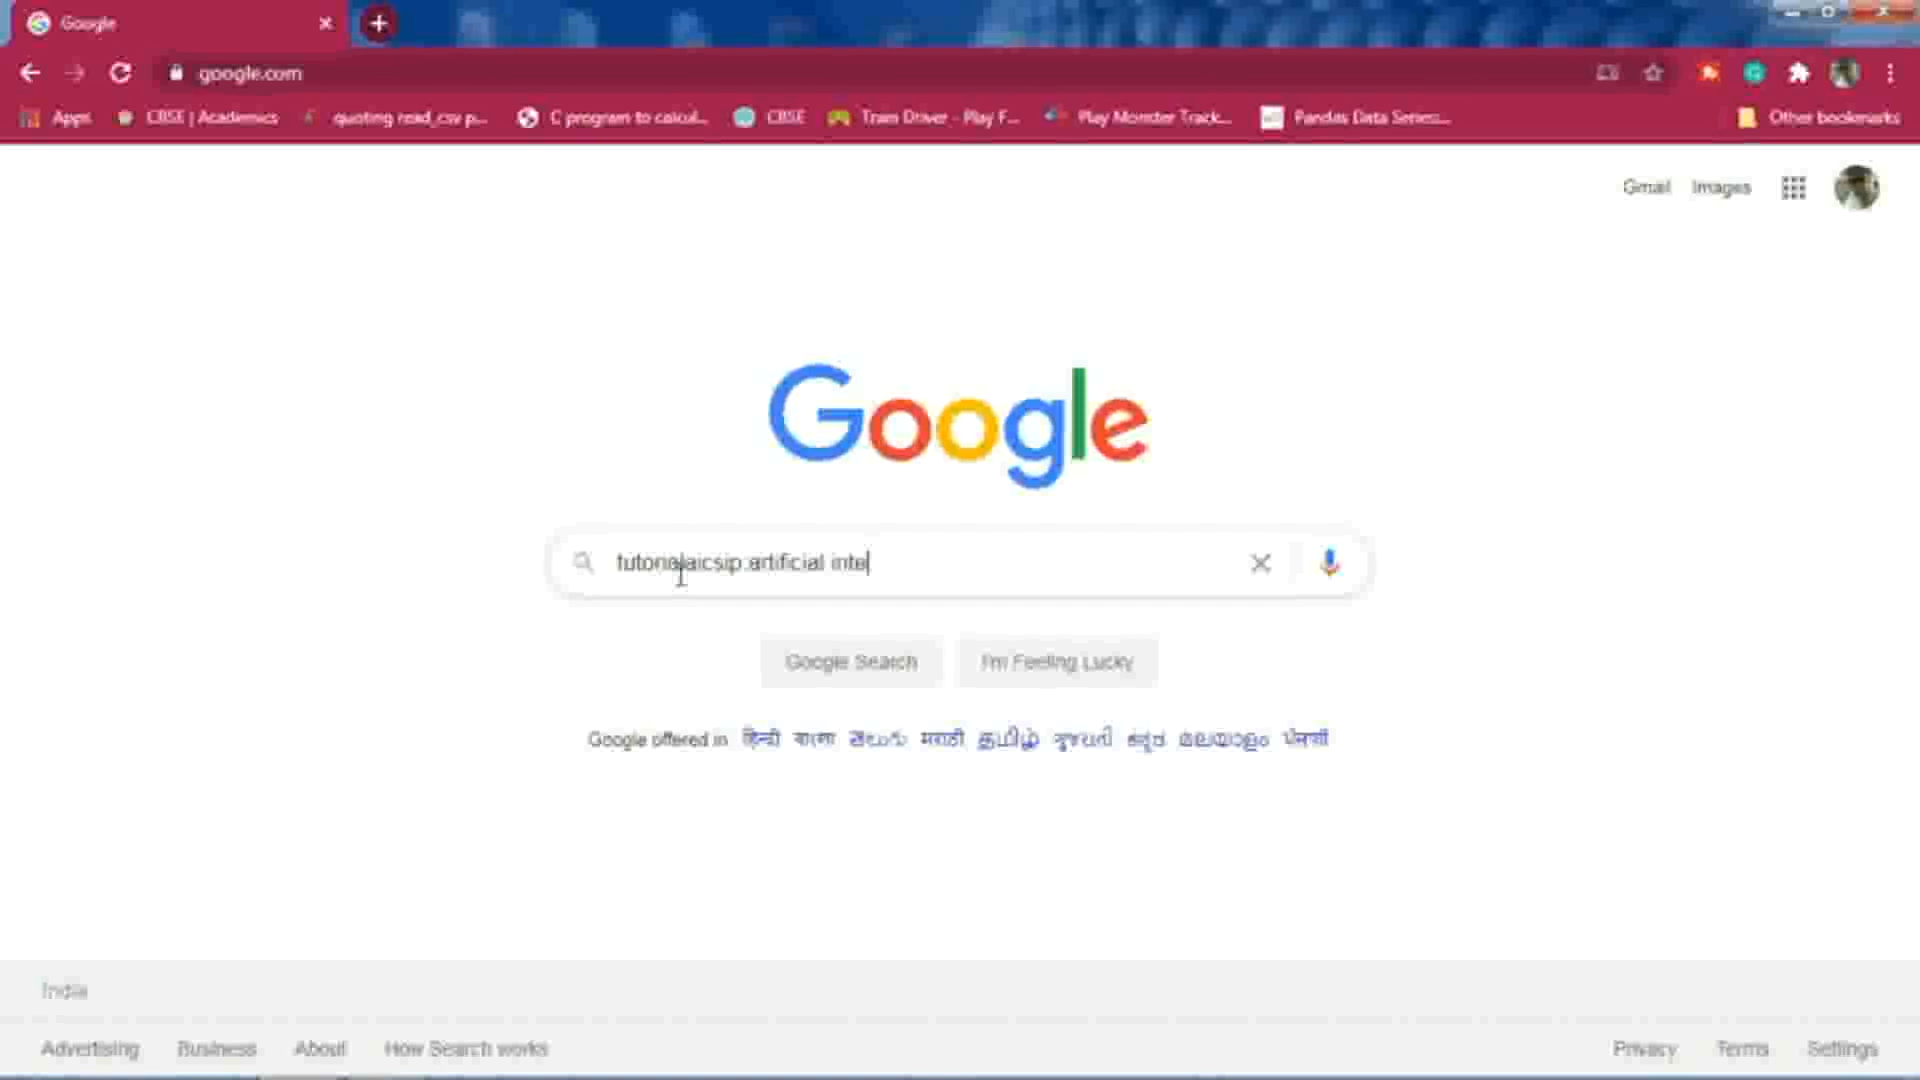 Google
google.com
Apps CBSE | Academics quoting read_csv p... C program to calcul... CBSE Train Driver - Play F... Play Monster Track... Pandas Data Series:... Other bookmarks
Gmail Images
Google
tutorialaicsip artificial inte
Google Search I'm Feeling Lucky
Google offered in हिन्दी বাংলা తెలుగు मराठी தமிழ் ગુજરાતી ಕನ್ನಡ മലയാളം ਪੰਜਾਬੀ
India
Advertising Business About How Search works Privacy Terms Settings